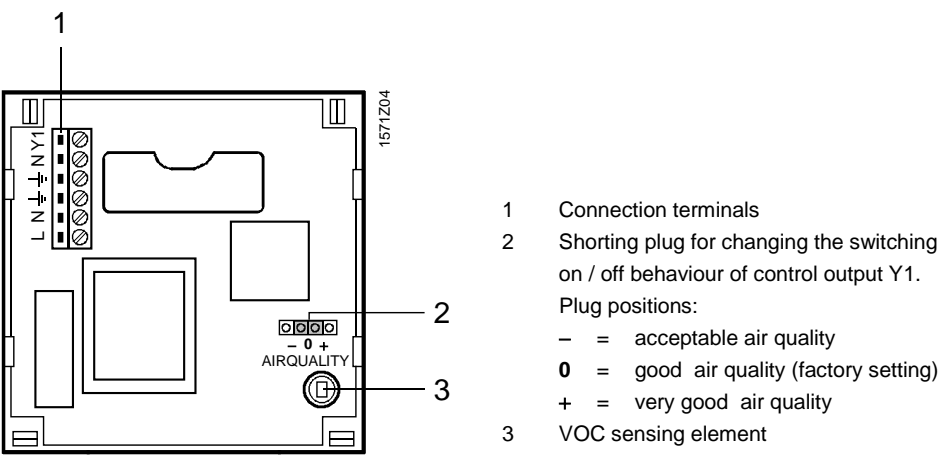 1
1571Z04
L N ⏚ ⏚ N Y1
2
– 0 +
AIRQUALITY
3
1 Connection terminals
2 Shorting plug for changing the switching
on / off behaviour of control output Y1.
Plug positions:
– = acceptable air quality
0 = good air quality (factory setting)
+ = very good air quality
3 VOC sensing element